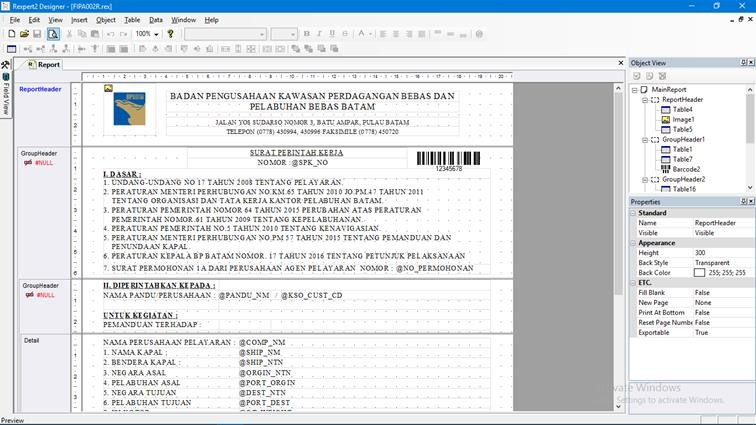 Rexpert2 Designer - [FIPA002R.rex]
File Edit View Insert Object Table Data Window Help
100%
B I U S A
Report
Field View
ReportHeader
BADAN PENGUSAHAAN KAWASAN PERDAGANGAN BEBAS DAN
PELABUHAN BEBAS BATAM
JALAN YOS SUDARSO NOMOR 3, BATU AMPAR, PULAU BATAM
TELEPON (0778) 430994, 430996 FAKSIMILE (0778) 450720
GroupHeader
#NULL
SURAT PERINTAH KERJA
NOMOR :@SPK_NO
12345678
I. DASAR :
1. UNDANG-UNDANG NO 17 TAHUN 2008 TENTANG PELAYARAN.
2. PERATURAN MENTERI PERHUBUNGAN NO.KM.65 TAHUN 2010 JO.PM.47 TAHUN 2011
TENTANG ORGANISASI DAN TATA KERJA KANTOR PELABUHAN BATAM.
3. PERATURAN PEMERINTAH NOMOR 64 TAHUN 2015 PERUBAHAN ATAS PERATURAN
PEMERINTAH NOMOR.61 TAHUN 2009 TENTANG KEPELABUHANAN.
4. PERATURAN PEMERINTAH NO.5 TAHUN 2010 TENTANG KENAVIGASIAN.
5. PERATURAN MENTERI PERHUBUNGAN NO,PM 57 TAHUN 2015 TENTANG PEMANDUAN DAN
PENUNDAAN KAPAL.
6. PERATURAN KEPALA BP BATAM NOMOR. 17 TAHUN 2016 TENTANG PETUNJUK PELAKSANAAN
7. SURAT PERMOHONAN 1A DARI PERUSAHAAN AGEN PELAYARAN NOMOR : @NO_PERMOHONAN
GroupHeader
#NULL
II. DIPERINTAHKAN KEPADA :
NAMA PANDU/PERUSAHAAN : @PANDU_NM / @KSO_CUST_CD
UNTUK KEGIATAN :
PEMANDUAN TERHADAP :
Detail
NAMA PERUSAHAAN PELAYARAN : @COMP_NM
1. NAMA KAPAL : @SHIP_NM
2. BENDERA KAPAL : @SHIP_NTN
3. NEGARA ASAL @ORGIN_NTN
4. PELABUHAN ASAL @PORT_ORGIN
5. NEGARA TUJUAN @DEST_NTN
6. PELABUHAN TUJUAN @PORT_DEST
Object View
MainReport
ReportHeader
Table4
Image1
Table5
GroupHeader1
Table1
Table7
Barcode2
GroupHeader2
Table16
Properties
Standard
Name ReportHeader
Visible Visible
Appearance
Height 300
Back Style Transparent
Back Color 255; 255; 255
ETC.
Fill Blank False
New Page None
Print At Bottom False
Reset Page Numbe False
Exportable True
Activate Windows
Settings to activate Windows.
Preview